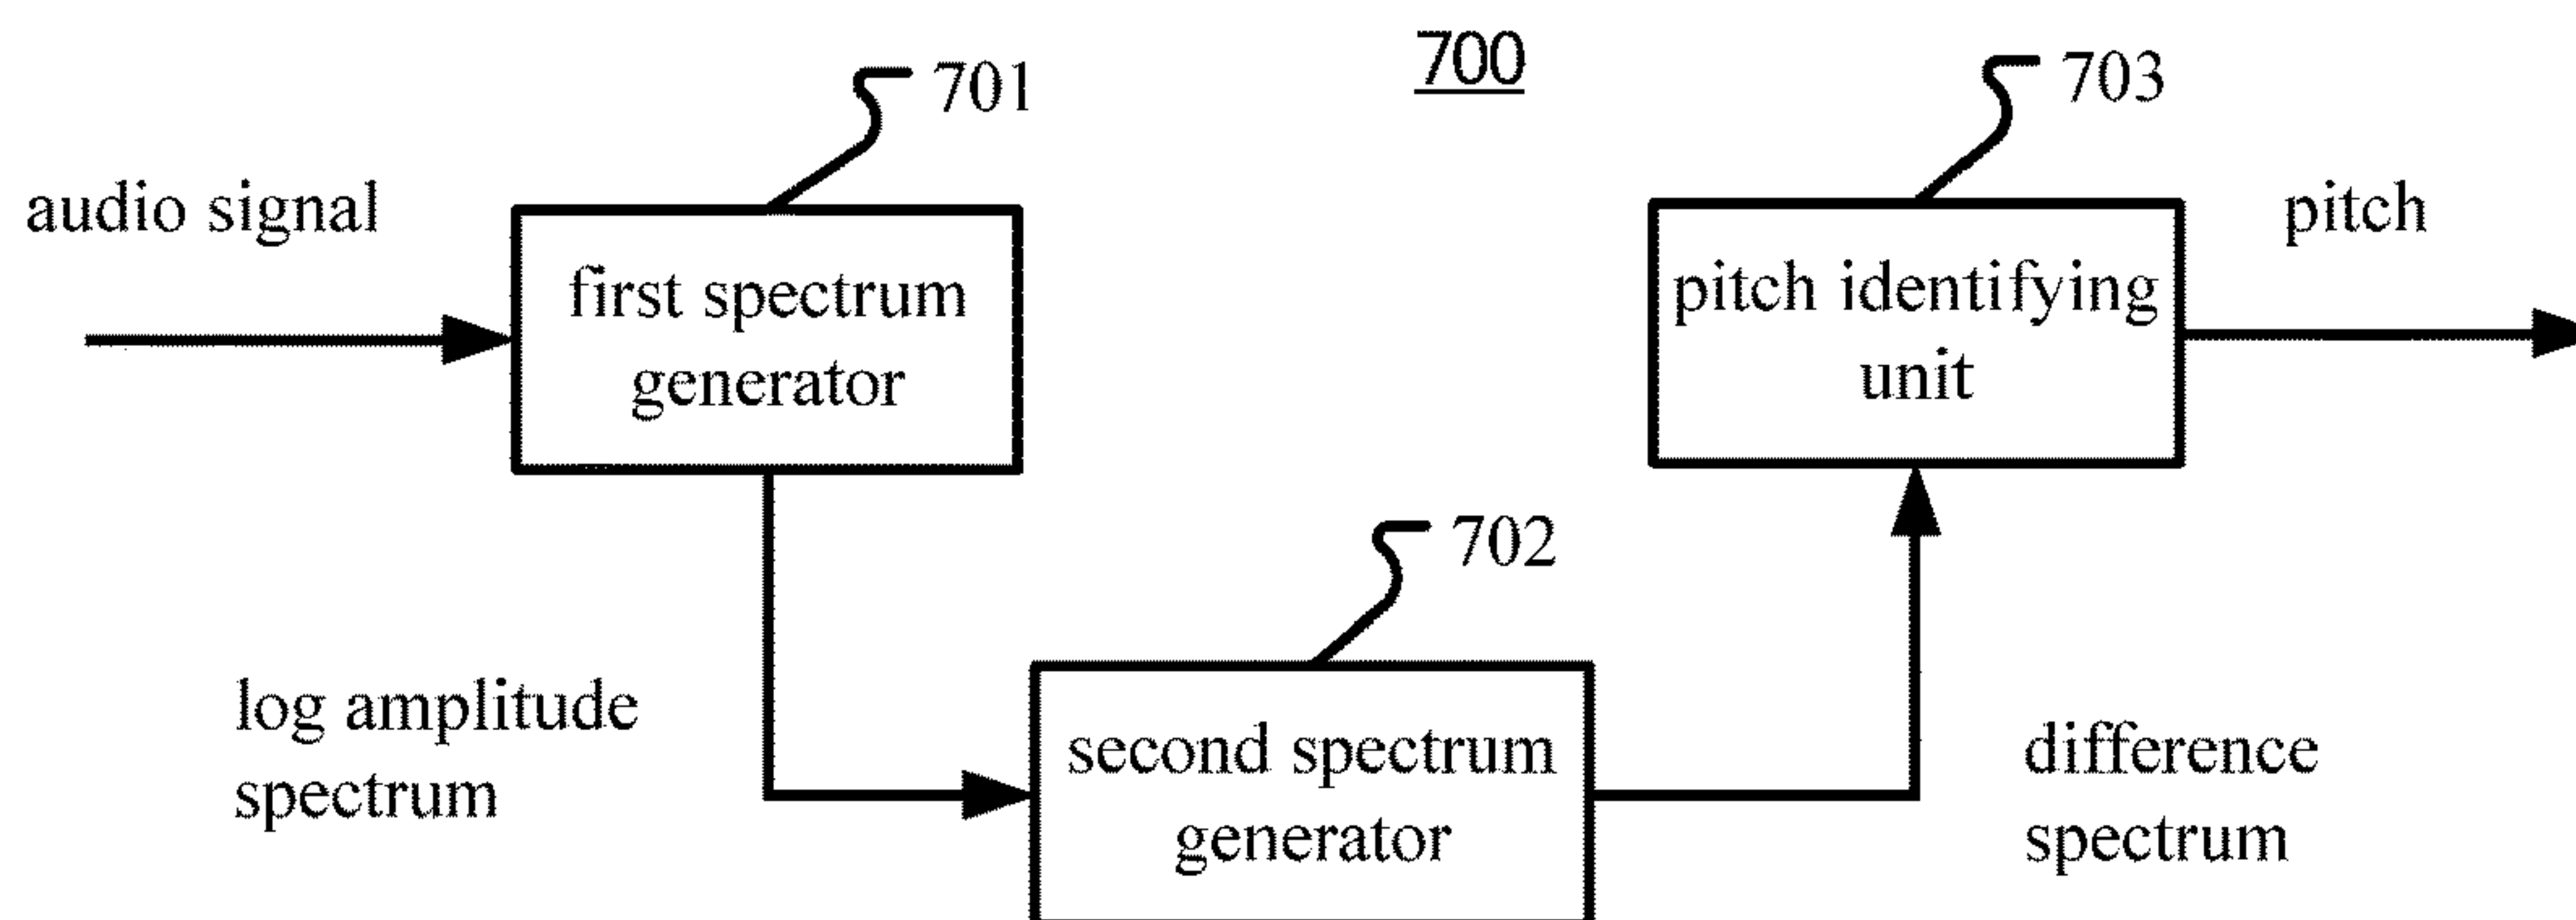 700
701
703
audio signal
first spectrum
generator
pitch identifying
unit
pitch
702
log amplitude
spectrum
second spectrum
generator
difference
spectrum